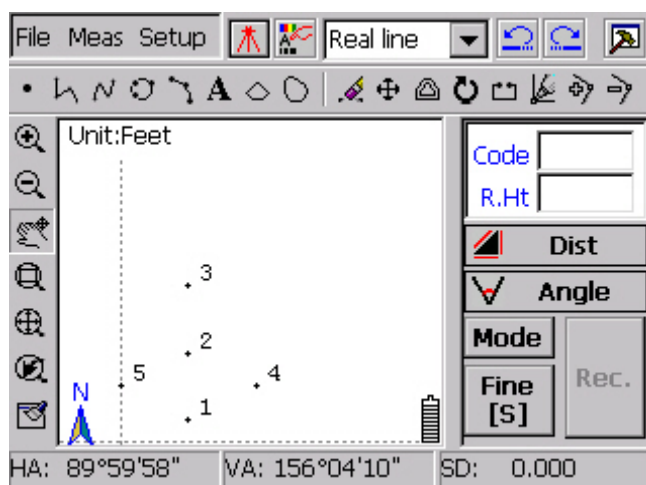 File Meas Setup Real line
A
Unit:Feet
Code
R.Ht
Dist
3
Angle
2
Mode
5 4
N
Fine
[S]
Rec.
1
HA: 89°59'58" VA: 156°04'10" SD: 0.000